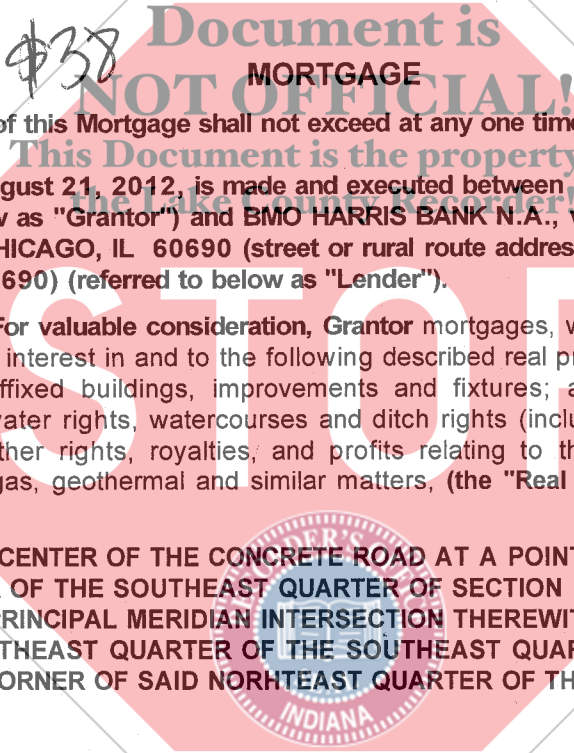 $38
Document is
NOT OFFICIAL!
MORTGAGE
of this Mortgage shall not exceed at any one time
This Document is the property
gust 21, 2012, is made and executed between
the Lake County Recorder!
w as "Grantor") and BMO HARRIS BANK N.A.,
HICAGO, IL 60690 (street or rural route addres
690) (referred to below as "Lender").
For valuable consideration, Grantor mortgages, w
interest in and to the following described real pr
ffixed buildings, improvements and fixtures; a
vater rights, watercourses and ditch rights (inclu
ther rights, royalties, and profits relating to th
gas, geothermal and similar matters, (the "Real
STOP
CENTER OF THE CONCRETE ROAD AT A POINT
OF THE SOUTHEAST QUARTER OF SECTION
PRINCIPAL MERIDIAN INTERSECTION THEREWIT
THEAST QUARTER OF THE SOUTHEAST QUAR
ORNER OF SAID NORHTEAST QUARTER OF TH
INDIANA